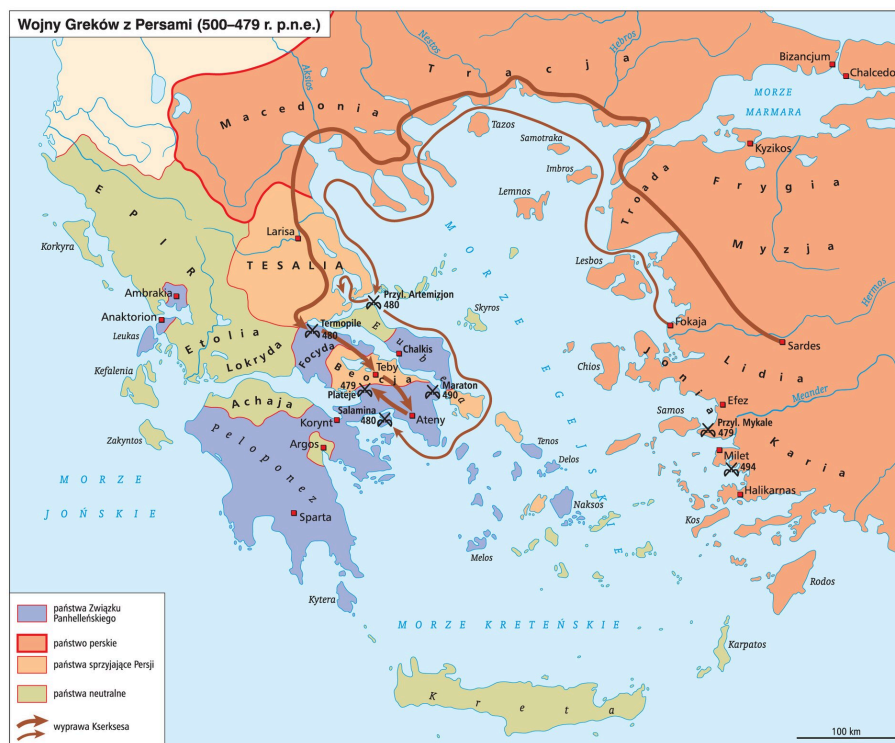 Wojny Greków z Persami (500–479 r. p.n.e.)
Aksios
Nestos
Hebros
Tracja
Macedonia
Bizancjum
Chalcedo
MORZE
MARMARA
Kyzikos
Tazos
Samotraka
Imbros
Lemnos
Troada
Frygia
Myzja
EPIR
Korkyra
Larisa
TESALIA
Lesbos
Hermos
Ambrakia
Anaktorion
Leukas
Przyl. Artemizjon
480
Skyros
MORZE EGEJSKIE
Fokaja
Sardes
Termopile
480
Etolia
Lokryda
Focyda
Eubea
Chalkis
Kefalenia
Beocja
Teby
Chios
Jonia
Lidia
Meander
479
Plateje
Maraton
490
Achaja
Salamina
480
Ateny
Efez
Samos
Przyl. Mykale
479
Zakyntos
Korynt
Argos
Peloponez
Tenos
Delos
Milet
494
Karia
MORZE
JOŃSKIE
Sparta
Naksos
Halikarnas
Kos
Melos
Kytera
Rodos
MORZE KRETEŃSKIE
Karpatos
Kreta
państwa Związku
Panhelleńskiego
państwo perskie
państwa sprzyjające Persji
państwa neutralne
wyprawa Kserksesa
100 km